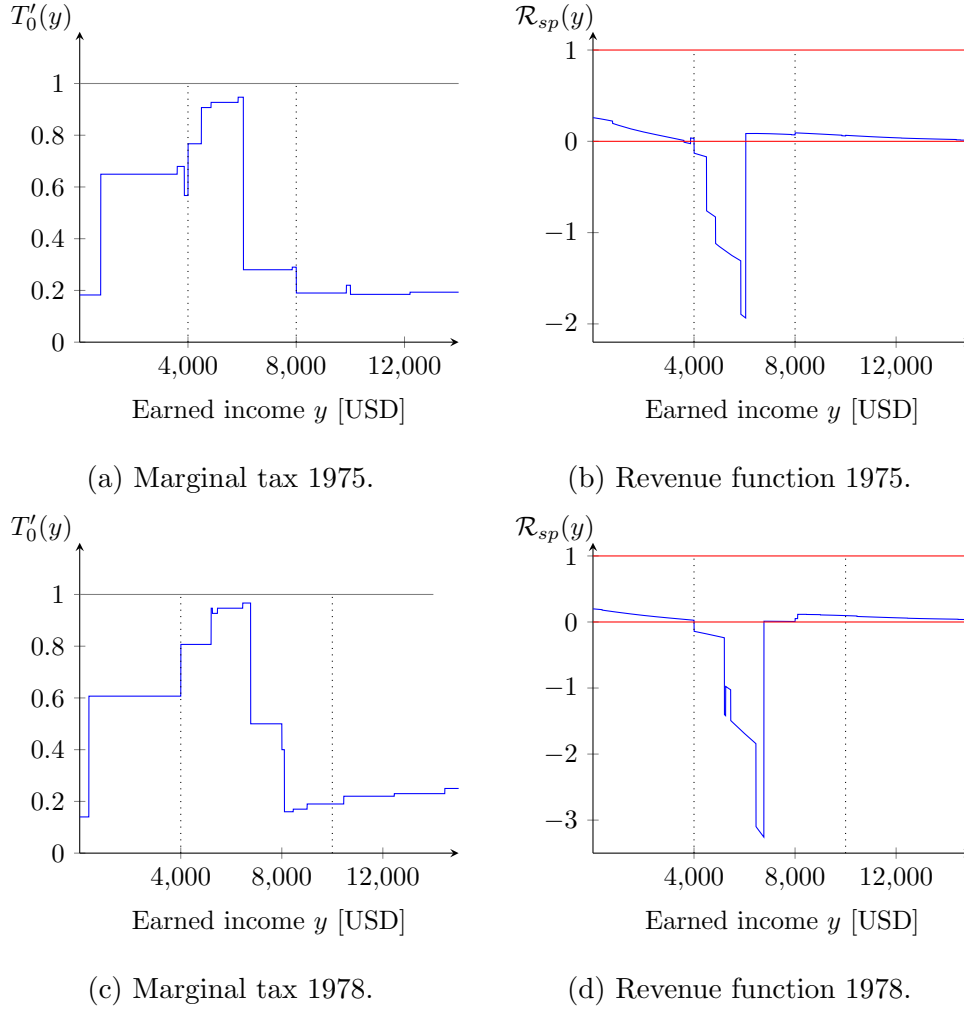 T₀′(y)
1
0.8
0.6
0.4
0.2
0
4,000 8,000 12,000
Earned income y [USD]
(a) Marginal tax 1975.
ℛₛₚ(y)
1
0
−1
−2
4,000 8,000 12,000
Earned income y [USD]
(b) Revenue function 1975.
T₀′(y)
1
0.8
0.6
0.4
0.2
0
4,000 8,000 12,000
Earned income y [USD]
(c) Marginal tax 1978.
ℛₛₚ(y)
1
0
−1
−2
−3
4,000 8,000 12,000
Earned income y [USD]
(d) Revenue function 1978.